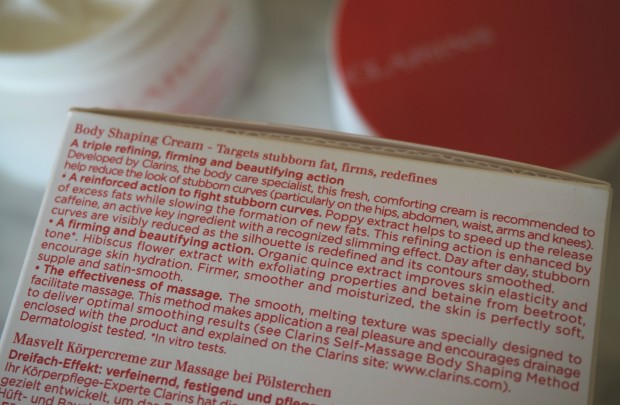 CLARINS
Body Shaping Cream - Targets stubborn fat, firms, redefines
A triple refining, firming and beautifying action
Developed by Clarins, the body care specialist, this fresh, comforting cream is recommended to
help reduce the look of stubborn curves (particularly on the hips, abdomen, waist, arms and knees).
• A reinforced action to fight stubborn curves. Poppy extract helps to speed up the release
of excess fats while slowing the formation of new fats. This refining action is enhanced by
caffeine, an active key ingredient with a recognized slimming effect. Day after day, stubborn
curves are visibly reduced as the silhouette is redefined and its contours smoothed.
• A firming and beautifying action. Organic quince extract improves skin elasticity and
tone*. Hibiscus flower extract with exfoliating properties and betaine from beetroot,
encourage skin hydration. Firmer, smoother and moisturized, the skin is perfectly soft,
supple and satin-smooth.
• The effectiveness of massage. The smooth, melting texture was specially designed to
facilitate massage. This method makes application a real pleasure and encourages drainage
to deliver optimal smoothing results (see Clarins Self-Massage Body Shaping Method
enclosed with the product and explained on the Clarins site: www.clarins.com).
Dermatologist tested. *In vitro tests.
Masvelt Körpercreme zur Massage bei Pölsterchen
Dreifach-Effekt: verfeinernd, festigend und pflege
Ihr Körperpflege-Experte Clarins hat die
gezielt entwickelt, um das
Hüft- und